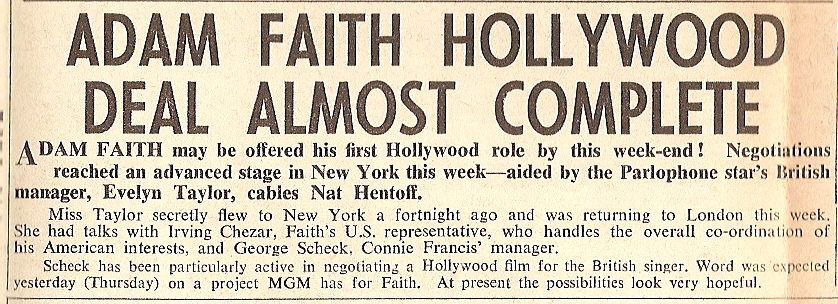 ADAM FAITH HOLLYWOOD
DEAL ALMOST COMPLETE
ADAM FAITH may be offered his first Hollywood role by this week-end! Negotiations
reached an advanced stage in New York this week—aided by the Parlophone star's British
manager, Evelyn Taylor, cables Nat Hentoff.
Miss Taylor secretly flew to New York a fortnight ago and was returning to London this week.
She had talks with Irving Chezar, Faith's U.S. representative, who handles the overall co-ordination of
his American interests, and George Scheck, Connie Francis' manager.
Scheck has been particularly active in negotiating a Hollywood film for the British singer. Word was expected
yesterday (Thursday) on a project MGM has for Faith. At present the possibilities look very hopeful.